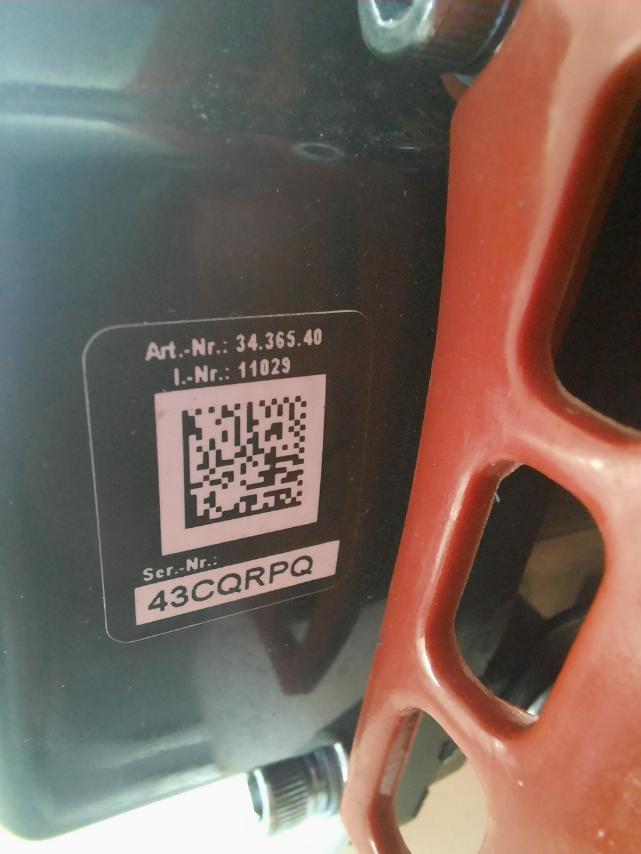 Art.-Nr.: 34.365.40
I.-Nr.: 11029
Ser.-Nr.:
43CQRPQ